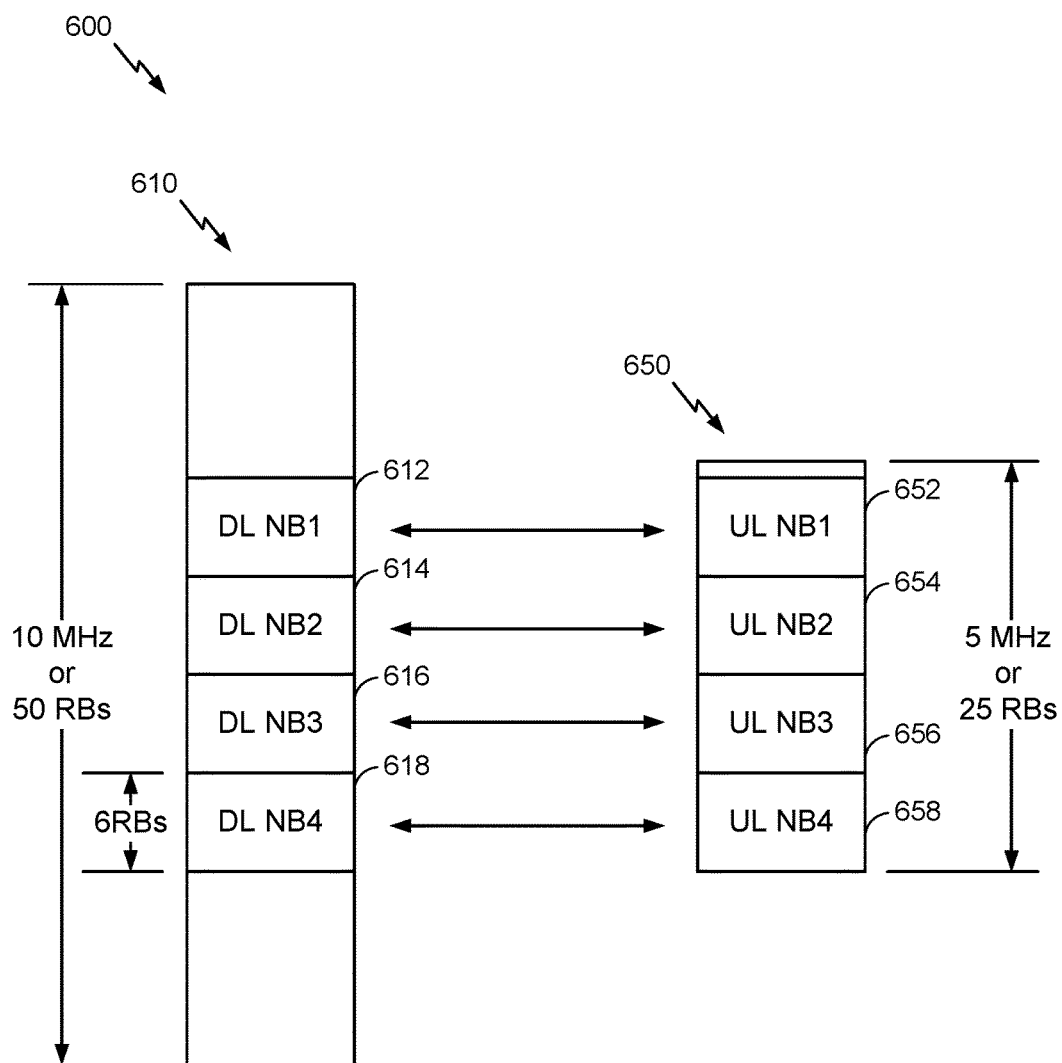 600
610
650
612
DL NB1
652
UL NB1
614
DL NB2
654
UL NB2
10 MHz
or
50 RBs
5 MHz
or
25 RBs
616
DL NB3
656
UL NB3
618
6RBs
DL NB4
658
UL NB4